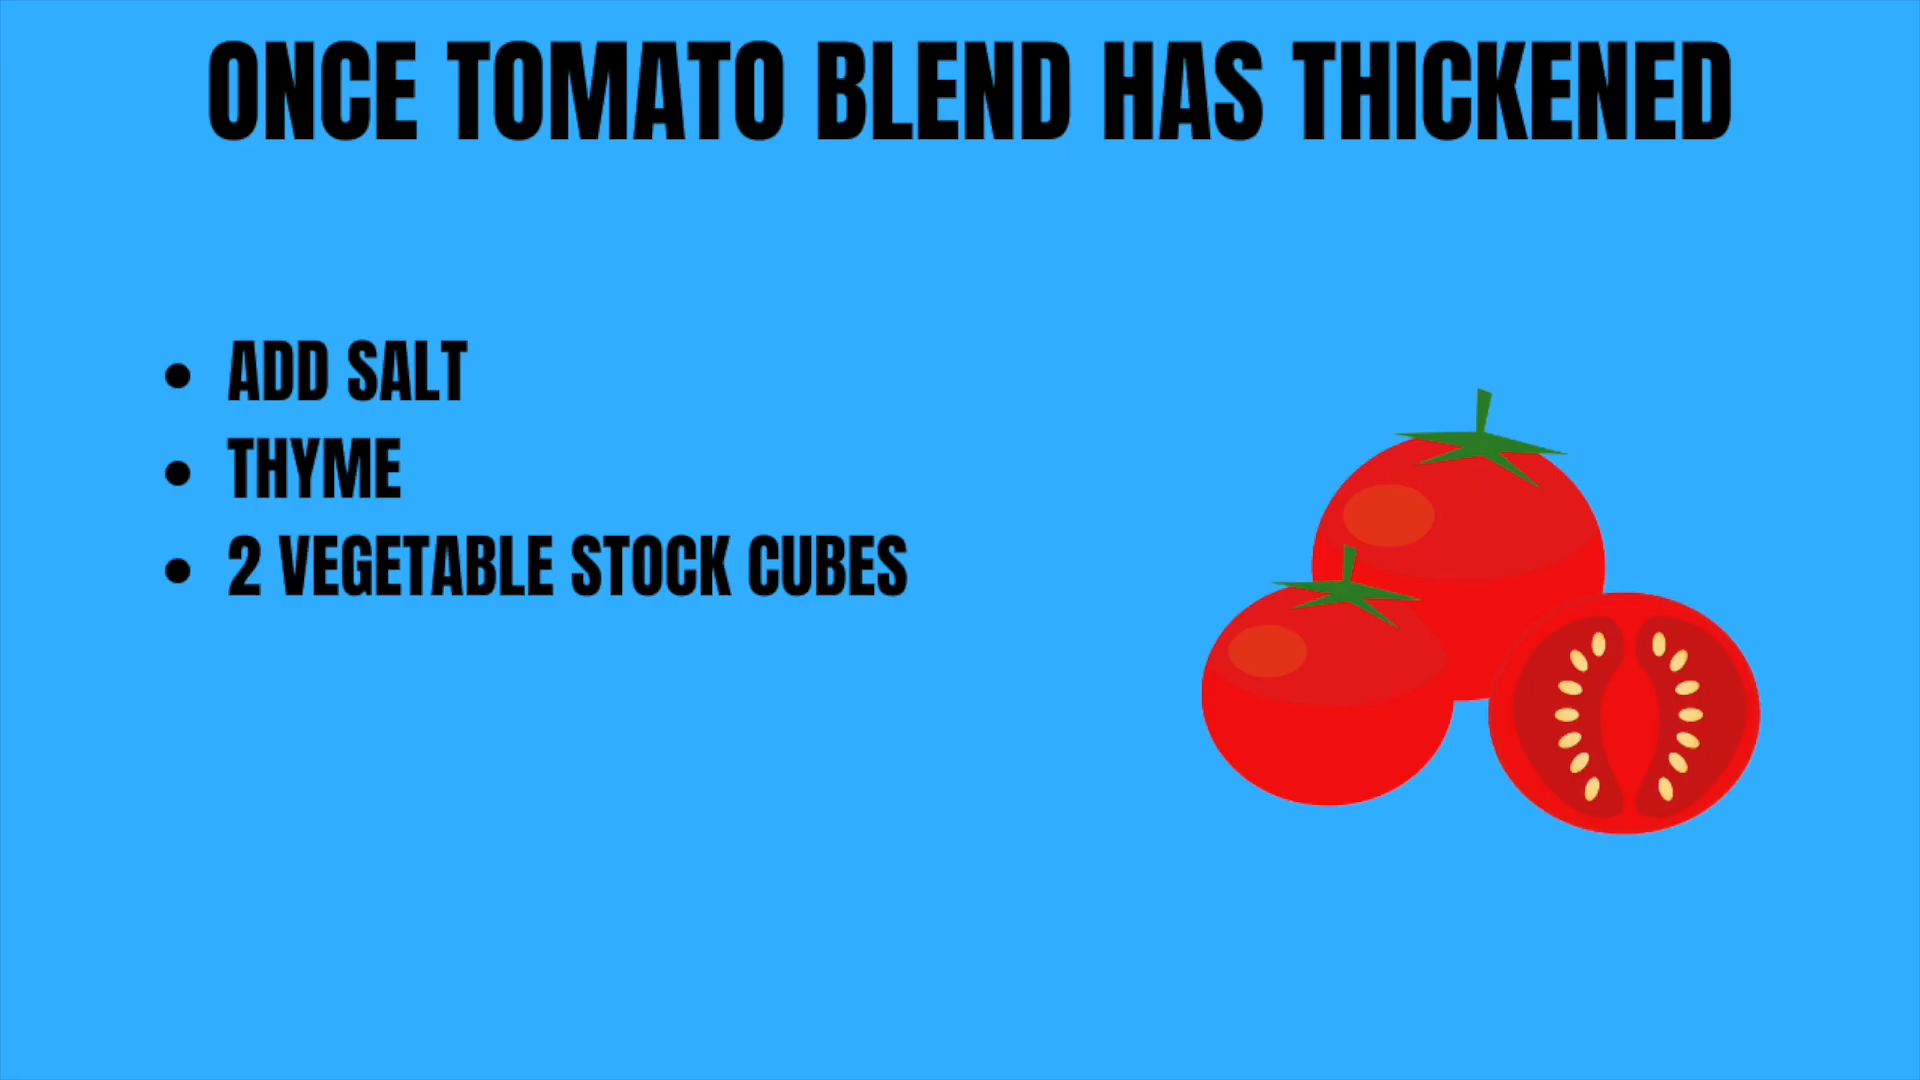 ONCE TOMATO BLEND HAS THICKENED
• ADD SALT
• THYME
• 2 VEGETABLE STOCK CUBES